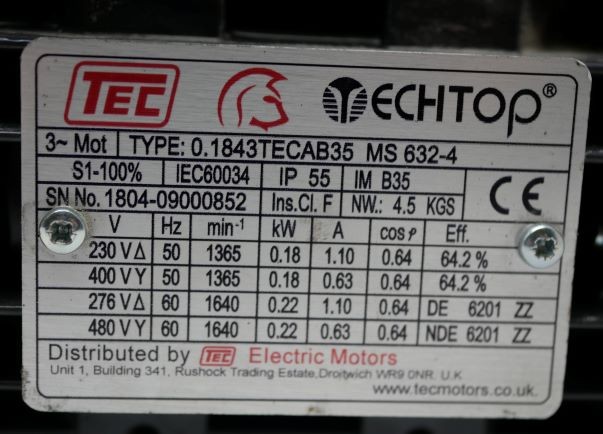 TEC TECHTOP®
3~ Mot TYPE: 0.1843TECAB35 MS 632-4
S1-100% IEC60034 IP 55 IM B35 CE
SN No. 1804-09000852 Ins.Cl. F NW.: 4.5 KGS
V Hz min⁻¹ kW A cosφ Eff.
230 VΔ 50 1365 0.18 1.10 0.64 64.2 %
400 VY 50 1365 0.18 0.63 0.64 64.2 %
276 VΔ 60 1640 0.22 1.10 0.64 DE 6201 ZZ
480 VY 60 1640 0.22 0.63 0.64 NDE 6201 ZZ
Distributed by TEC Electric Motors
Unit 1, Building 341, Rushock Trading Estate, Droitwich WR9 0NR. U.K
www.tecmotors.co.uk.